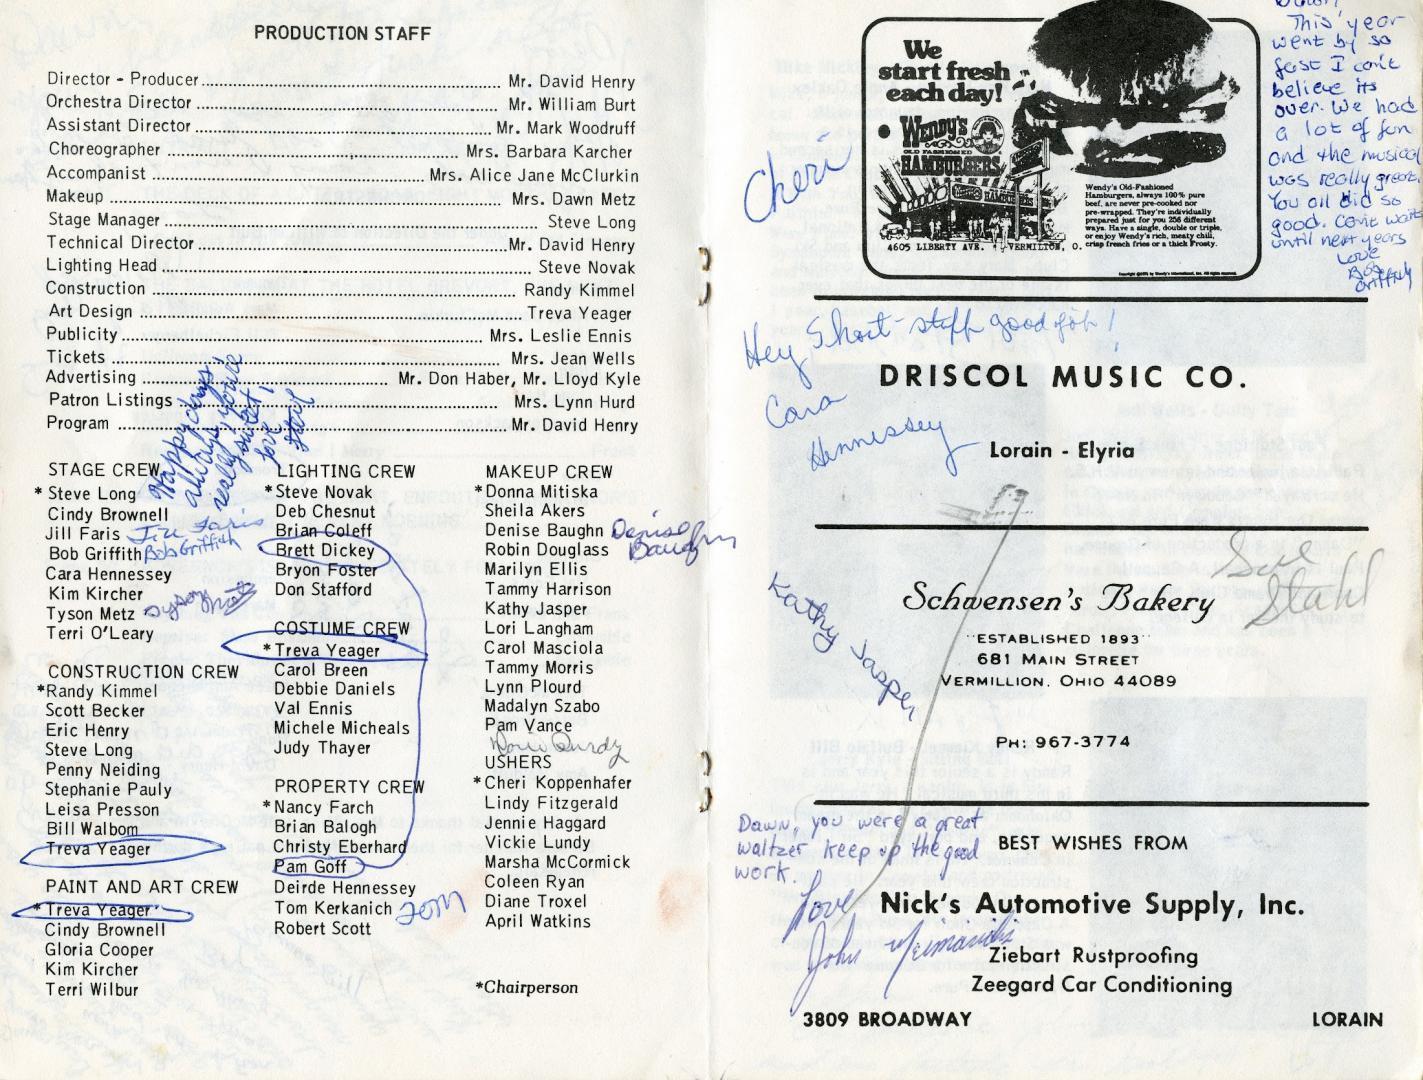 PRODUCTION STAFF
Director - Producer ........ Mr. David Henry
Orchestra Director ........ Mr. William Burt
Assistant Director ........ Mr. Mark Woodruff
Choreographer ........ Mrs. Barbara Karcher
Accompanist ........ Mrs. Alice Jane McClurkin
Makeup ........ Mrs. Dawn Metz
Stage Manager ........ Steve Long
Technical Director ........ Mr. David Henry
Lighting Head ........ Steve Novak
Construction ........ Randy Kimmel
Art Design ........ Treva Yeager
Publicity ........ Mrs. Leslie Ennis
Tickets ........ Mrs. Jean Wells
Advertising ........ Mr. Don Haber, Mr. Lloyd Kyle
Patron Listings ........ Mrs. Lynn Hurd
Program ........ Mr. David Henry
Happy days
always, you're
really sweet!
love
STAGE CREW
* Steve Long
Cindy Brownell
Jill Faris Jill Faris
Bob Griffith Bob Griffith
Cara Hennessey
Kim Kircher
Tyson Metz Tyson Metz
Terri O'Leary
CONSTRUCTION CREW
*Randy Kimmel
Scott Becker
Eric Henry
Steve Long
Penny Neiding
Stephanie Pauly
Leisa Presson
Bill Walbom
Treva Yeager
PAINT AND ART CREW
* Treva Yeager
Cindy Brownell
Gloria Cooper
Kim Kircher
Terri Wilbur
LIGHTING CREW
*Steve Novak
Deb Chesnut
Brian Coleff
Brett Dickey
Bryon Foster
Don Stafford
COSTUME CREW
* Treva Yeager
Carol Breen
Debbie Daniels
Val Ennis
Michele Micheals
Judy Thayer
PROPERTY CREW
* Nancy Farch
Brian Balogh
Christy Eberhard
Pam Goff
Deirde Hennessey
Tom Kerkanich Tom
Robert Scott
MAKEUP CREW
*Donna Mitiska
Sheila Akers
Denise Baughn Denise Baughn
Robin Douglass
Marilyn Ellis
Tammy Harrison
Kathy Jasper
Lori Langham
Carol Masciola
Tammy Morris
Lynn Plourd
Madalyn Szabo
Pam Vance
USHERS
* Cheri Koppenhafer
Lindy Fitzgerald
Jennie Haggard
Vickie Lundy
Marsha McCormick
Coleen Ryan
Diane Troxel
April Watkins
*Chairperson
We
start fresh
each day!
WENDY'S
OLD FASHIONED
HAMBURGERS
HAMBURGERS
4605 LIBERTY AVE. VERMILION, O.
Wendy's Old-Fashioned
Hamburgers, always 100% pure
beef, are never pre-cooked nor
pre-wrapped. They're individually
prepared just for you 256 different
ways. Have a single, double or triple,
or enjoy Wendy's rich, meaty chili,
crisp french fries or a thick Frosty.
Dawn,
This year
went by so
fast I can't
believe its
over. We had
a lot of fun
and the musical
was really great.
You all did so
good. Can't wait
until next years
Love
Bob
Griffith
Cheri
Hey Short-stuff good job!
Cara
Hennessey
DRISCOL MUSIC CO.
Lorain - Elyria
Sue
Stahl
Kathy Jasper
Schwensen's Bakery
ESTABLISHED 1893
681 MAIN STREET
VERMILLION, OHIO 44089
PH: 967-3774
Dawn, you were a great
waltzer keep up the good
work.
Love
John
BEST WISHES FROM
Nick's Automotive Supply, Inc.
Ziebart Rustproofing
Zeegard Car Conditioning
3809 BROADWAY LORAIN